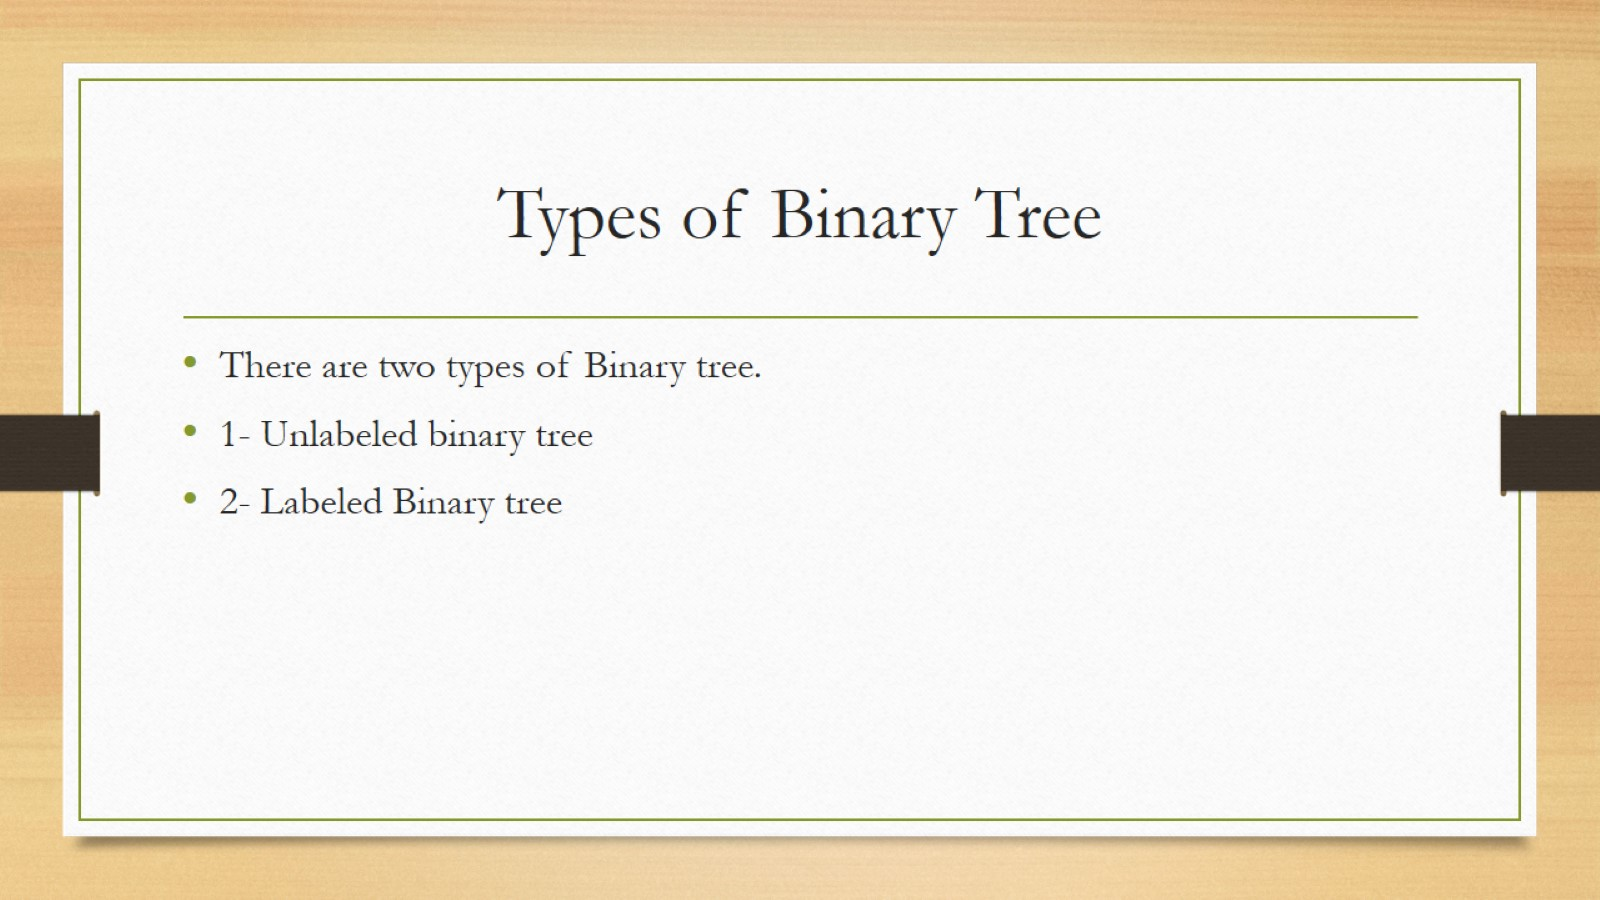 Types of Binary Tree
• There are two types of Binary tree.
• 1- Unlabeled binary tree
• 2- Labeled Binary tree